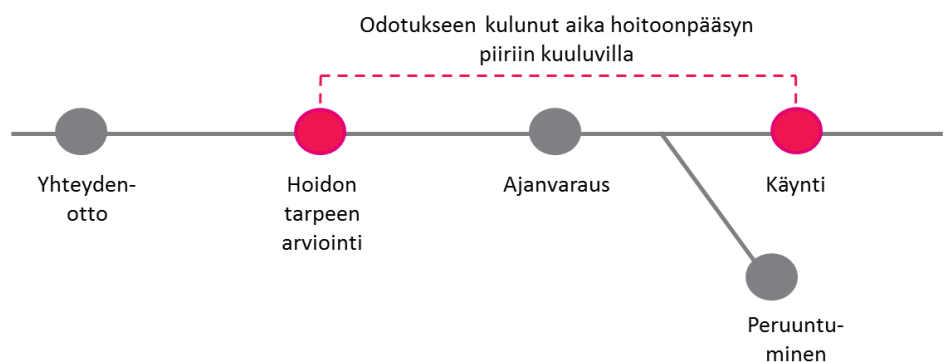 Odotukseen kulunut aika hoitoonpääsyn
piiriin kuuluvilla
Yhteyden-
otto
Hoidon
tarpeen
arviointi
Ajanvaraus
Käynti
Peruuntu-
minen